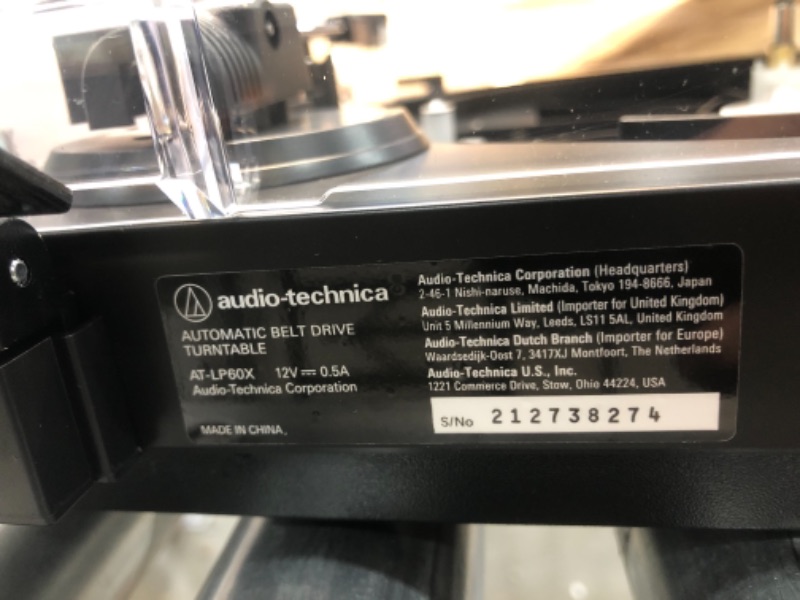 audio-technica
AUTOMATIC BELT DRIVE
TURNTABLE
AT-LP60X 12V ⎓ 0.5A
Audio-Technica Corporation
MADE IN CHINA.
Audio-Technica Corporation (Headquarters)
2-46-1 Nishi-naruse, Machida, Tokyo 194-8666, Japan
Audio-Technica Limited (Importer for United Kingdom)
Unit 5 Millennium Way, Leeds, LS11 5AL, United Kingdom
Audio-Technica Dutch Branch (Importer for Europe)
Waardsedijk-Oost 7, 3417XJ Montfoort, The Netherlands
Audio-Technica U.S., Inc.
1221 Commerce Drive, Stow, Ohio 44224, USA
S/No 212738274